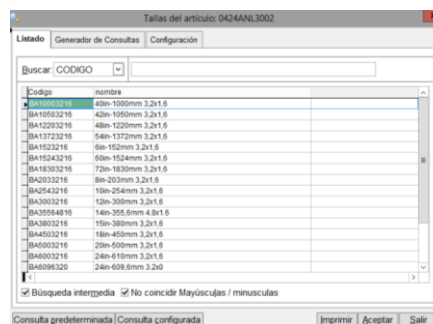 Tallas del artículo: 0424ANL3002
Listado Generador de Consultas Configuración
Buscar: CODIGO
Codigo nombre
BA10003216 40in-1000mm 3,2x1,6
BA10503216 42in-1050mm 3,2x1,6
BA12203216 48in-1220mm 3,2x1,6
BA13723216 54in-1372mm 3,2x1,6
BA1523216 6in-152mm 3,2x1,6
BA15243216 60in-1524mm 3,2x1,6
BA18303216 72in-1830mm 3,2x1,6
BA2033216 8in-203mm 3,2x1,6
BA2543216 10in-254mm 3,2x1,6
BA3003216 12in-300mm 3,2x1,6
BA35564816 14in-355,6mm 4.8x1.6
BA3803216 15in-380mm 3,2x1,6
BA4503216 18in-450mm 3,2x1,6
BA5003216 20in-500mm 3,2x1,6
BA6003216 24in-610mm 3,2x1,6
BA6096320 24in-609,6mm 3.2x0
Búsqueda intermedia No coincidir Mayúsculas / minusculas
Consulta predeterminada Consulta configurada Imprimir Aceptar Salir